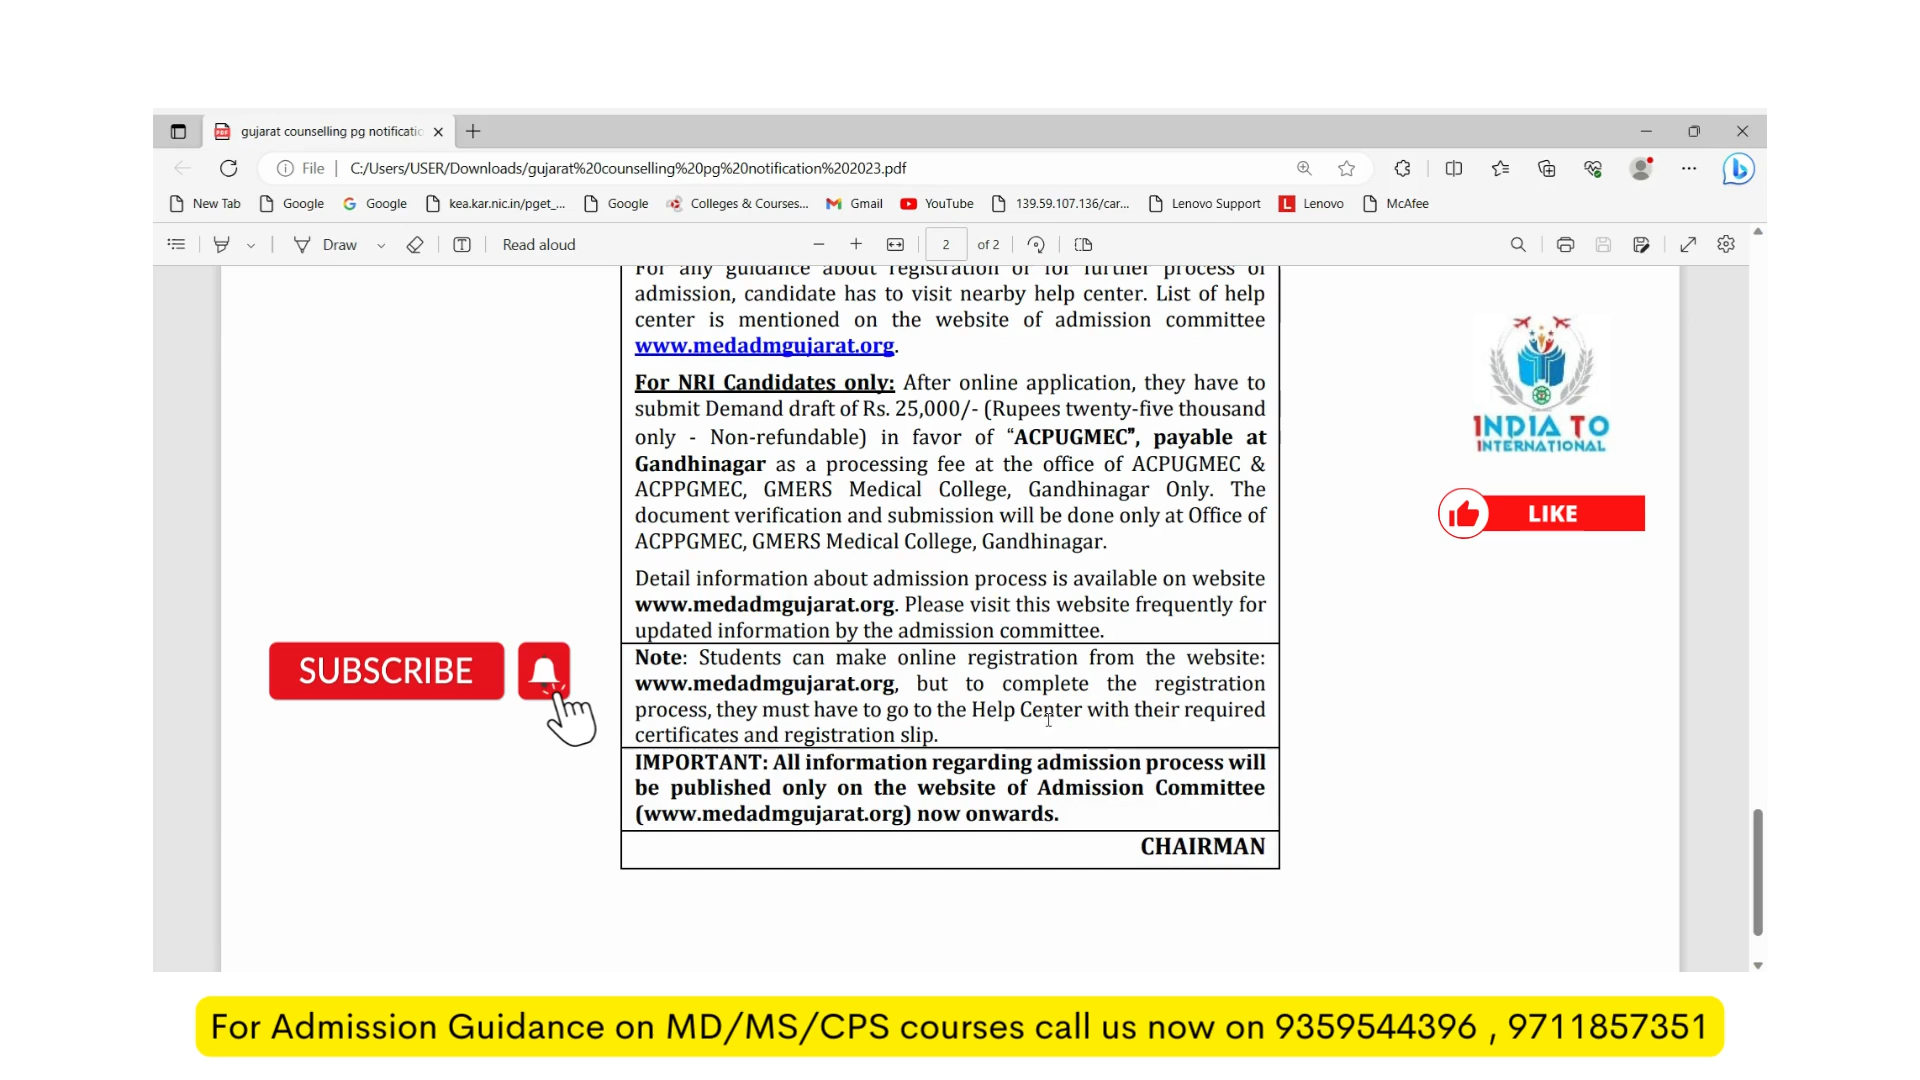 gujarat counselling pg notificatio
File
C:/Users/USER/Downloads/gujarat%20counselling%20pg%20notification%202023.pdf
New Tab
Google
Google
kea.kar.nic.in/pget_...
Google
Colleges & Courses...
Gmail
YouTube
139.59.107.136/car...
Lenovo Support
Lenovo
McAfee
Draw
Read aloud
2 of 2
For any guidance about registration or for further process of
admission, candidate has to visit nearby help center. List of help
center is mentioned on the website of admission committee
www.medadmgujarat.org.
For NRI Candidates only: After online application, they have to
submit Demand draft of Rs. 25,000/- (Rupees twenty-five thousand
only - Non-refundable) in favor of “ACPUGMEC”, payable at
Gandhinagar as a processing fee at the office of ACPUGMEC &
ACPPGMEC, GMERS Medical College, Gandhinagar Only. The
document verification and submission will be done only at Office of
ACPPGMEC, GMERS Medical College, Gandhinagar.
Detail information about admission process is available on website
www.medadmgujarat.org. Please visit this website frequently for
updated information by the admission committee.
Note: Students can make online registration from the website:
www.medadmgujarat.org, but to complete the registration
process, they must have to go to the Help Center with their required
certificates and registration slip.
IMPORTANT: All information regarding admission process will
be published only on the website of Admission Committee
(www.medadmgujarat.org) now onwards.
CHAIRMAN
INDIA TO
INTERNATIONAL
LIKE
SUBSCRIBE
For Admission Guidance on MD/MS/CPS courses call us now on 9359544396 , 9711857351